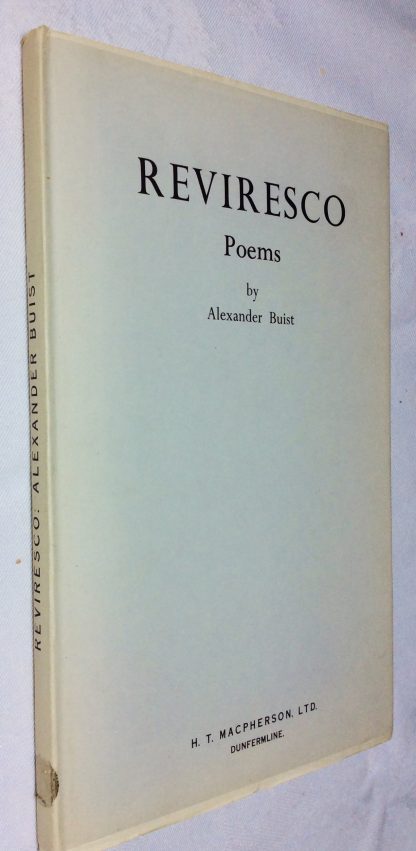 REVIRESCO
Poems
by
Alexander Buist
H. T. MACPHERSON, LTD.
DUNFERMLINE.
REVIRESCO: ALEXANDER BUIST